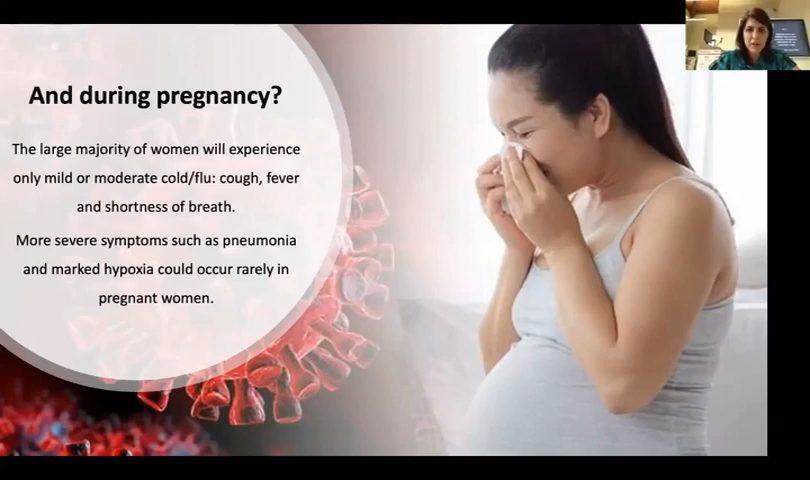 And during pregnancy?
The large majority of women will experience
only mild or moderate cold/flu: cough, fever
and shortness of breath.
More severe symptoms such as pneumonia
and marked hypoxia could occur rarely in
pregnant women.